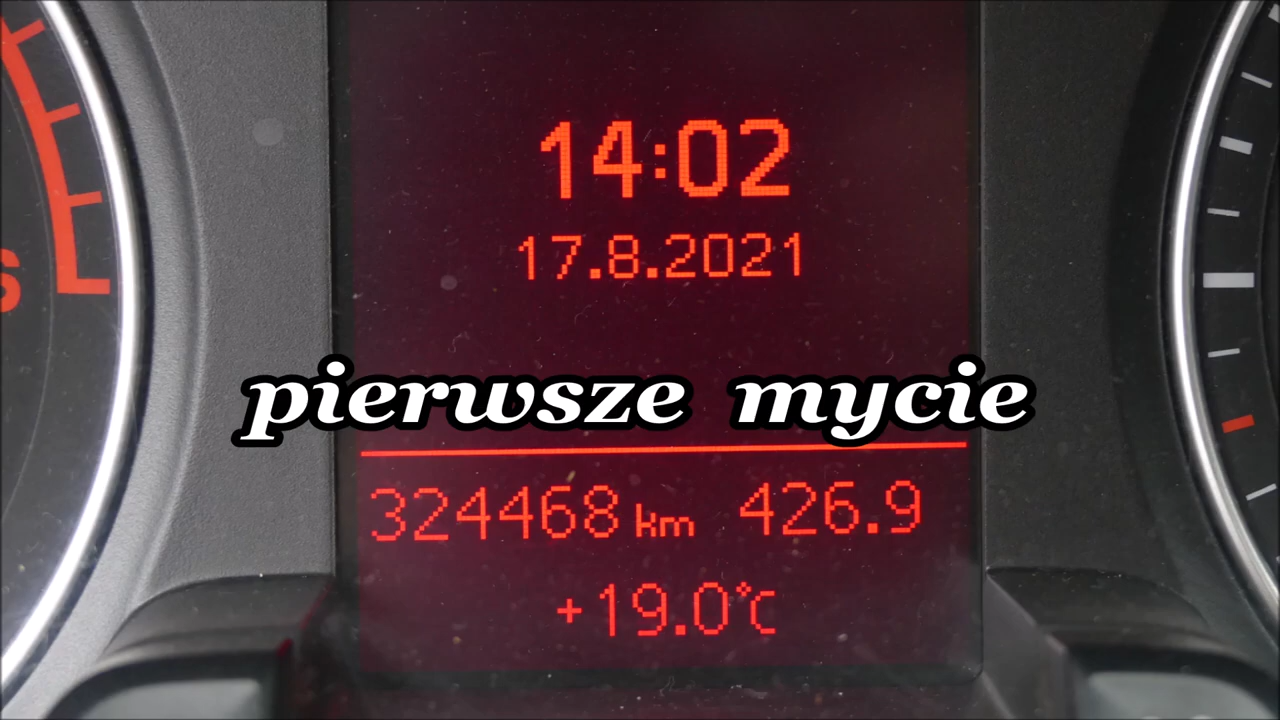 14:02
17.8.2021
pierwsze mycie
324468 km 426.9
+19.0°C